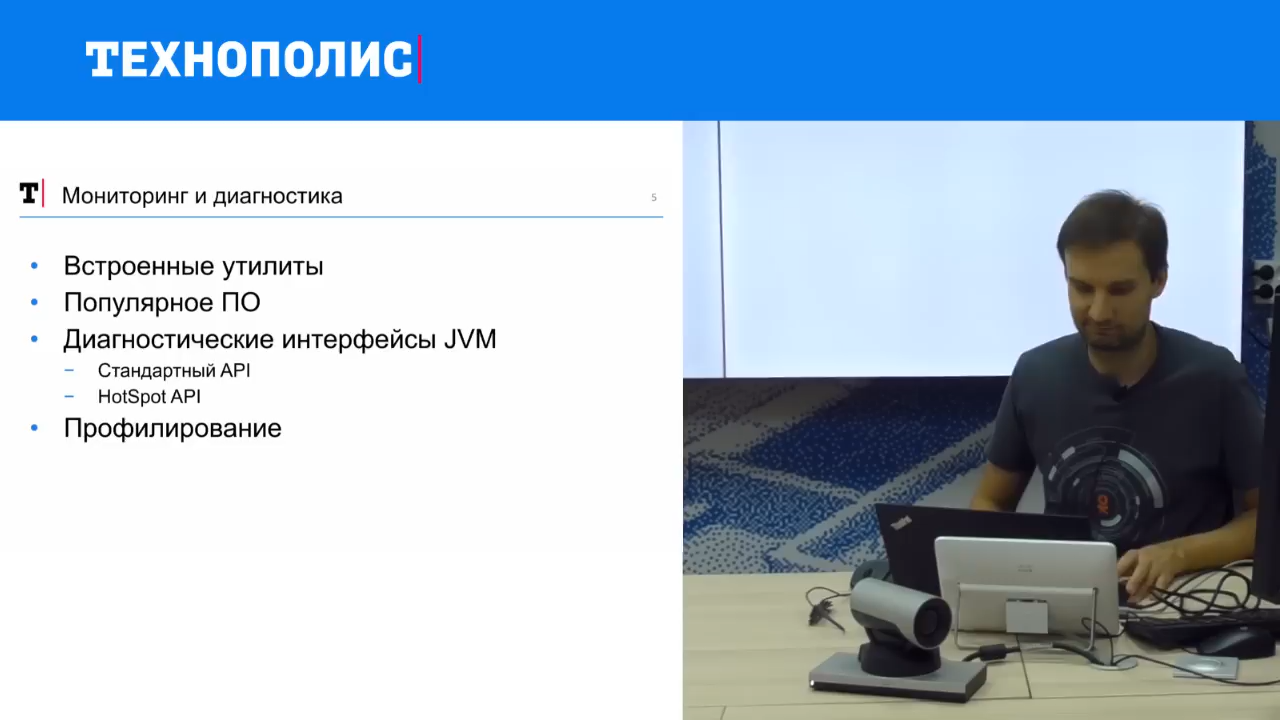 ТЕХНОПОЛИС
T
Мониторинг и диагностика
5
Встроенные утилиты
Популярное ПО
Диагностические интерфейсы JVM
Стандартный API
HotSpot API
Профилирование